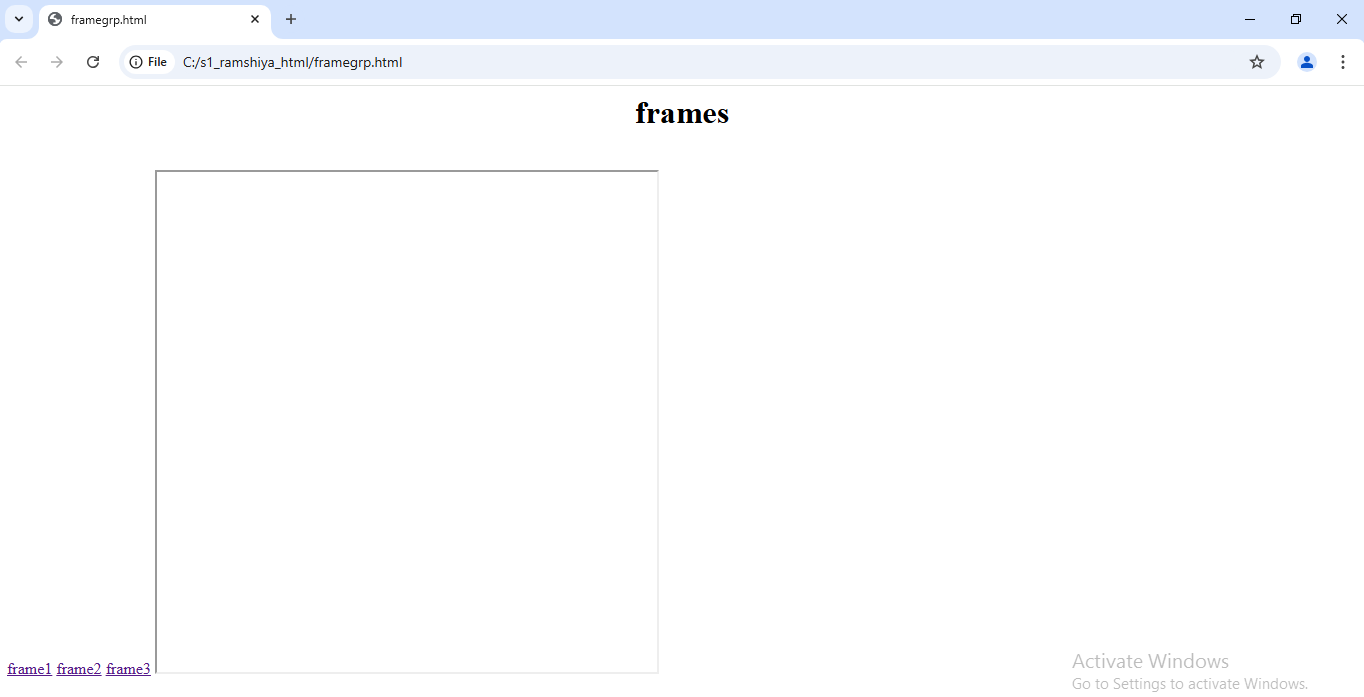 framegrp.html
File C:/s1_ramshiya_html/framegrp.html
frames
frame1 frame2 frame3
Activate Windows
Go to Settings to activate Windows.